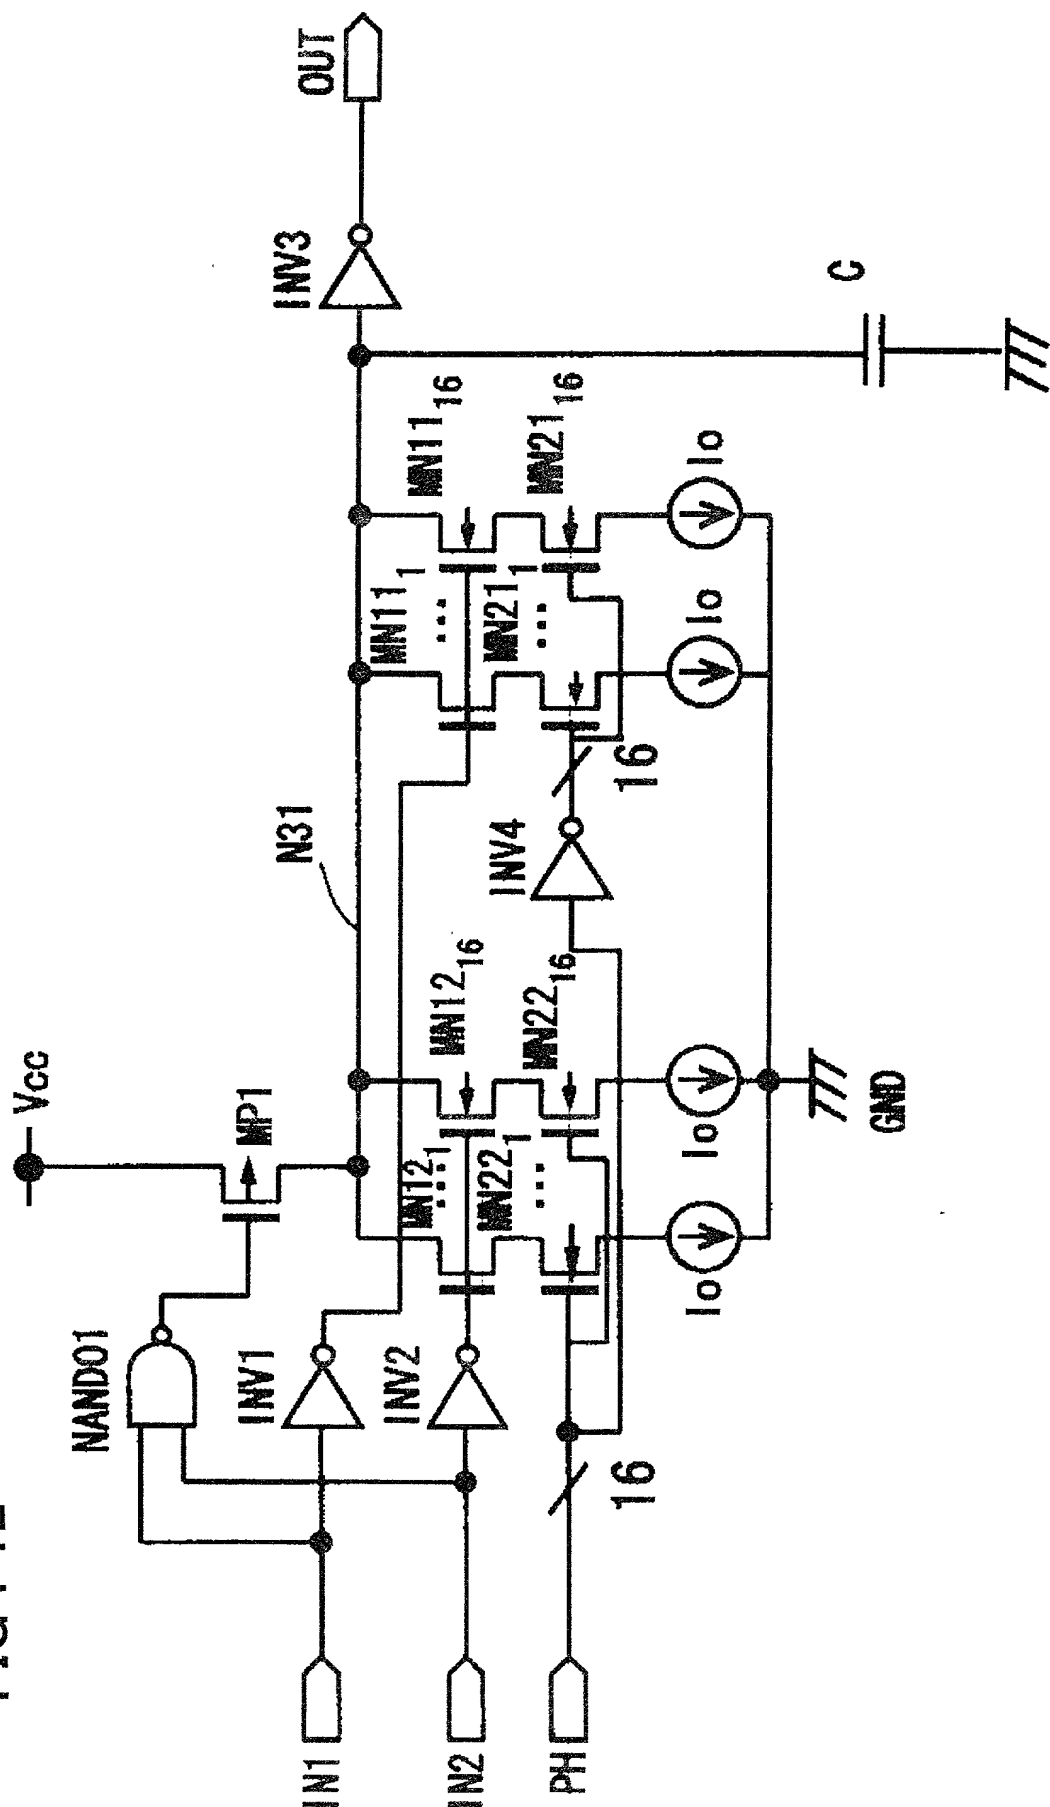 Vcc
NAND01
MP1
N31
INV3
OUT
IN1
INV1
IN2
INV2
MN12₁
...
MN12₁₆
MN11₁
...
MN11₁₆
MN22₁
...
MN22₁₆
INV4
MN21₁
...
MN21₁₆
PH
16
16
Io
Io
Io
Io
GND
C